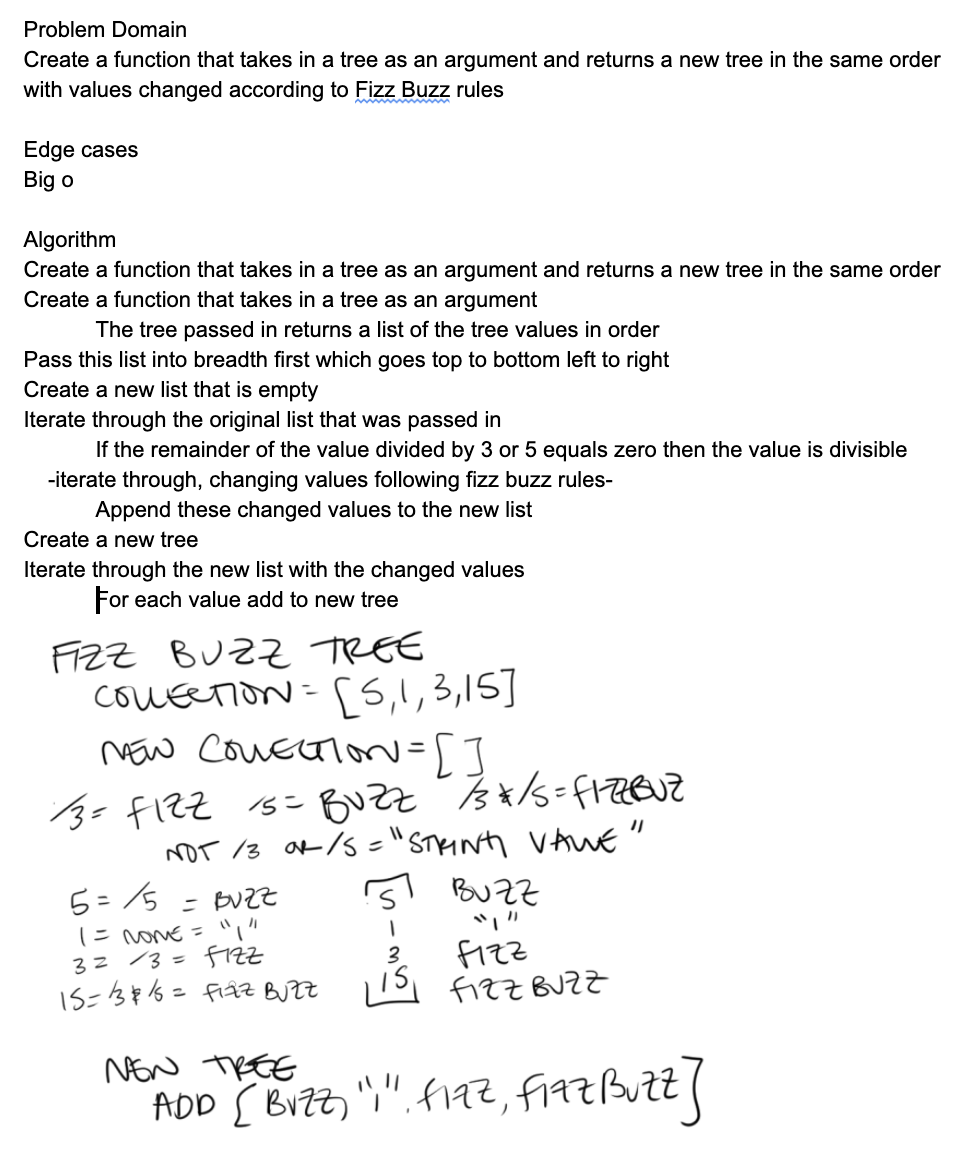 Problem Domain
Create a function that takes in a tree as an argument and returns a new tree in the same order
with values changed according to Fizz Buzz rules
Edge cases
Big o
Algorithm
Create a function that takes in a tree as an argument and returns a new tree in the same order
Create a function that takes in a tree as an argument
The tree passed in returns a list of the tree values in order
Pass this list into breadth first which goes top to bottom left to right
Create a new list that is empty
Iterate through the original list that was passed in
If the remainder of the value divided by 3 or 5 equals zero then the value is divisible
-iterate through, changing values following fizz buzz rules-
Append these changed values to the new list
Create a new tree
Iterate through the new list with the changed values
For each value add to new tree
FIZZ BUZZ TREE
COLLECTION = [5,1,3,15]
NEW COLLECTION = [ ]
/3 = FIZZ /5 = BUZZ /3 & /5 = FIZZBUZ
NOT /3 OR /5 = "STRING VALUE"
5 = /5 = BUZZ 5 BUZZ
1 = NONE = "1" 1 "1"
3 = /3 = FIZZ 3 FIZZ
15 = /3 & /5 = FIZZ BUZZ 15 FIZZ BUZZ
NEW TREE
ADD [BUZZ, "1", FIZZ, FIZZBUZZ]